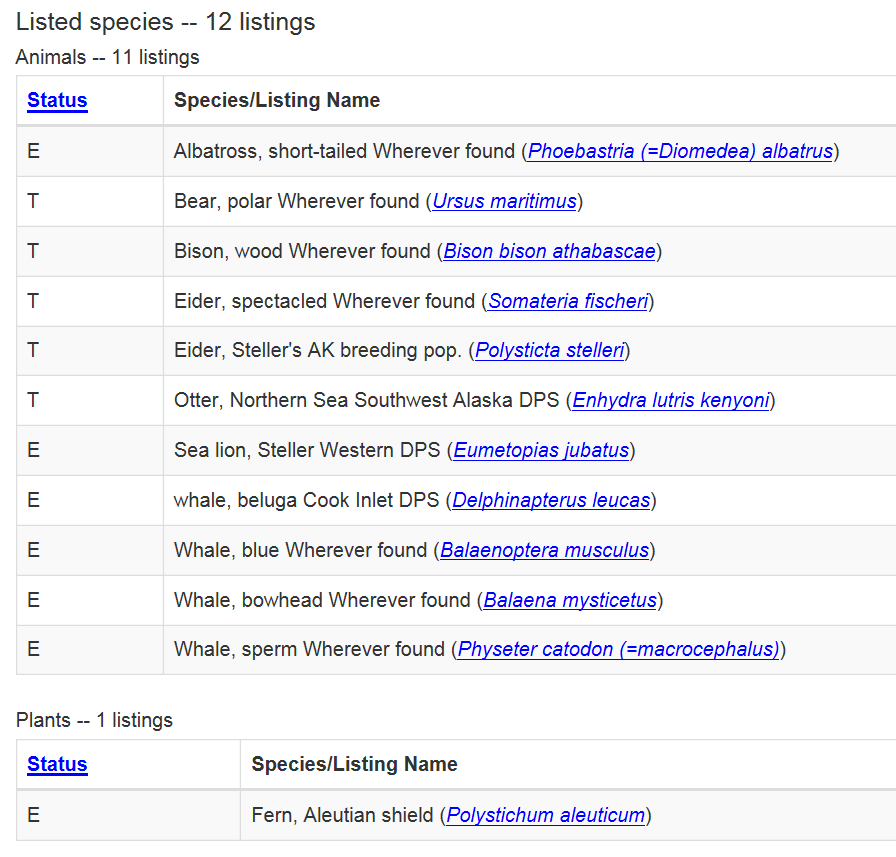 Listed species -- 12 listings
Animals -- 11 listings
Status Species/Listing Name
E Albatross, short-tailed Wherever found (Phoebastria (=Diomedea) albatrus)
T Bear, polar Wherever found (Ursus maritimus)
T Bison, wood Wherever found (Bison bison athabascae)
T Eider, spectacled Wherever found (Somateria fischeri)
T Eider, Steller's AK breeding pop. (Polysticta stelleri)
T Otter, Northern Sea Southwest Alaska DPS (Enhydra lutris kenyoni)
E Sea lion, Steller Western DPS (Eumetopias jubatus)
E whale, beluga Cook Inlet DPS (Delphinapterus leucas)
E Whale, blue Wherever found (Balaenoptera musculus)
E Whale, bowhead Wherever found (Balaena mysticetus)
E Whale, sperm Wherever found (Physeter catodon (=macrocephalus))
Plants -- 1 listings
Status Species/Listing Name
E Fern, Aleutian shield (Polystichum aleuticum)